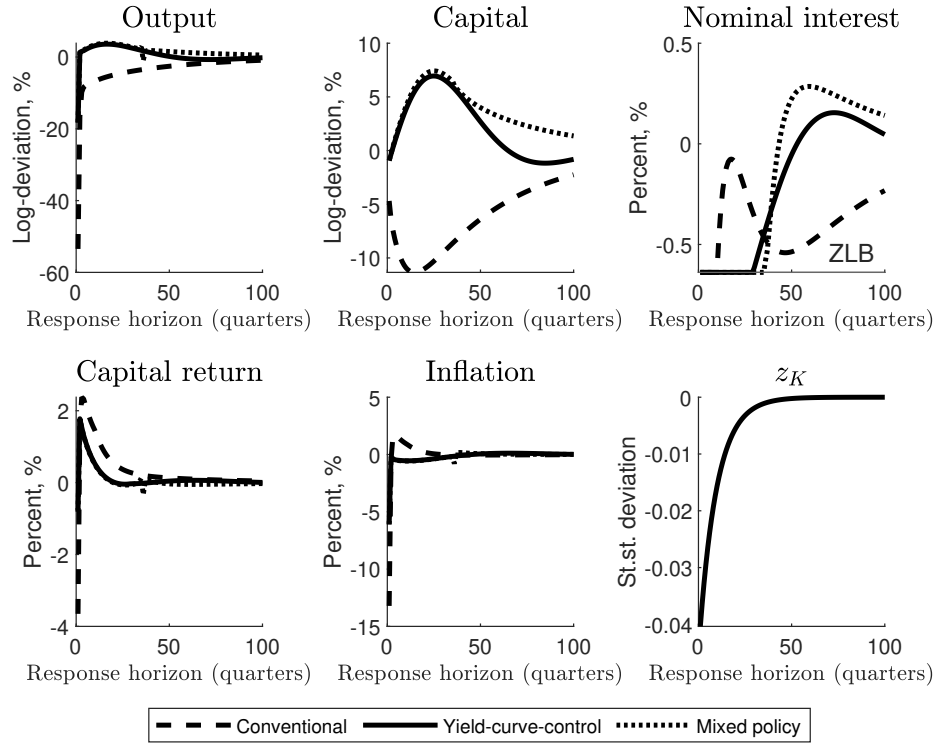 Output
Log-deviation, %
0
-20
-40
-60
0 50 100
Response horizon (quarters)
Capital
Log-deviation, %
10
5
0
-5
-10
0 50 100
Response horizon (quarters)
Nominal interest
Percent, %
0.5
0
-0.5
ZLB
0 50 100
Response horizon (quarters)
Capital return
Percent, %
2
0
-2
-4
0 50 100
Response horizon (quarters)
Inflation
Percent, %
5
0
-5
-10
-15
0 50 100
Response horizon (quarters)
z_K
St.st. deviation
0
-0.01
-0.02
-0.03
-0.04
0 50 100
Response horizon (quarters)
Conventional Yield-curve-control Mixed policy